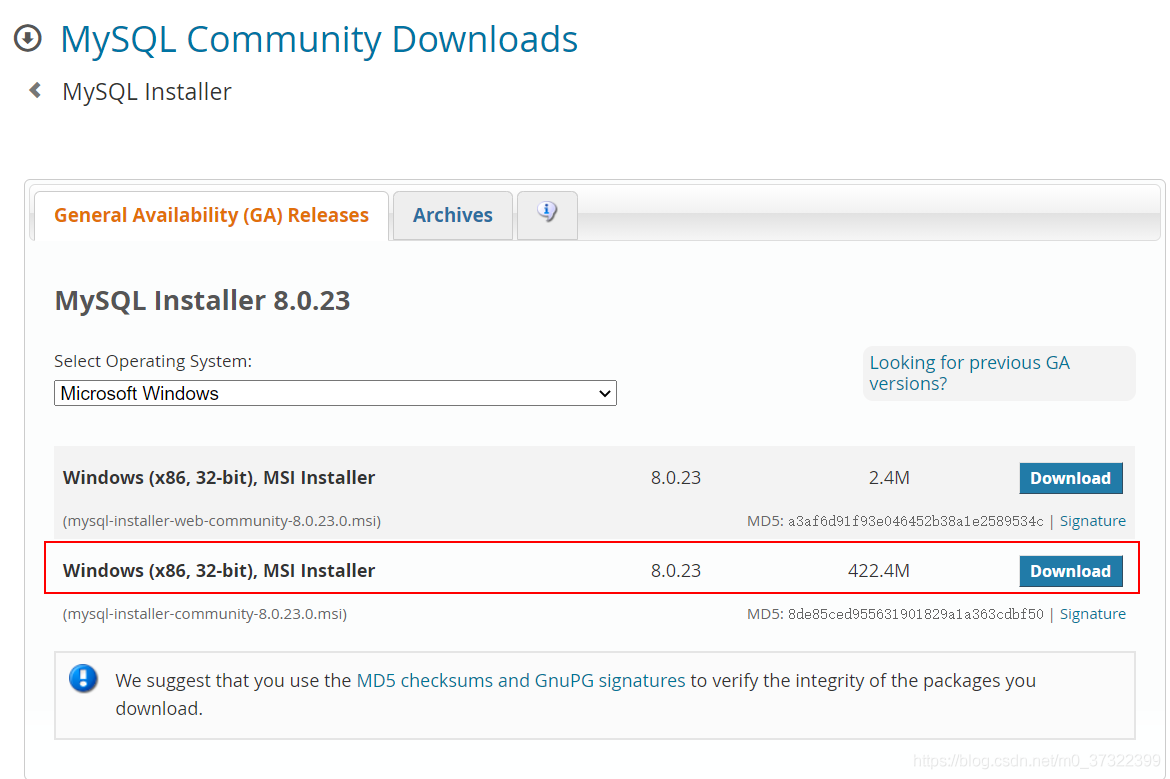 MySQL Community Downloads
MySQL Installer
General Availability (GA) Releases
Archives
MySQL Installer 8.0.23
Select Operating System:
Microsoft Windows
Looking for previous GA
versions?
Windows (x86, 32-bit), MSI Installer 8.0.23 2.4M Download
(mysql-installer-web-community-8.0.23.0.msi) MD5: a3af6d91f93e046452b38a1e2589534c | Signature
Windows (x86, 32-bit), MSI Installer 8.0.23 422.4M Download
(mysql-installer-community-8.0.23.0.msi) MD5: 8de85ced955631901829a1a363cdbf50 | Signature
We suggest that you use the MD5 checksums and GnuPG signatures to verify the integrity of the packages you
download.
https://blog.csdn.net/m0_37322399